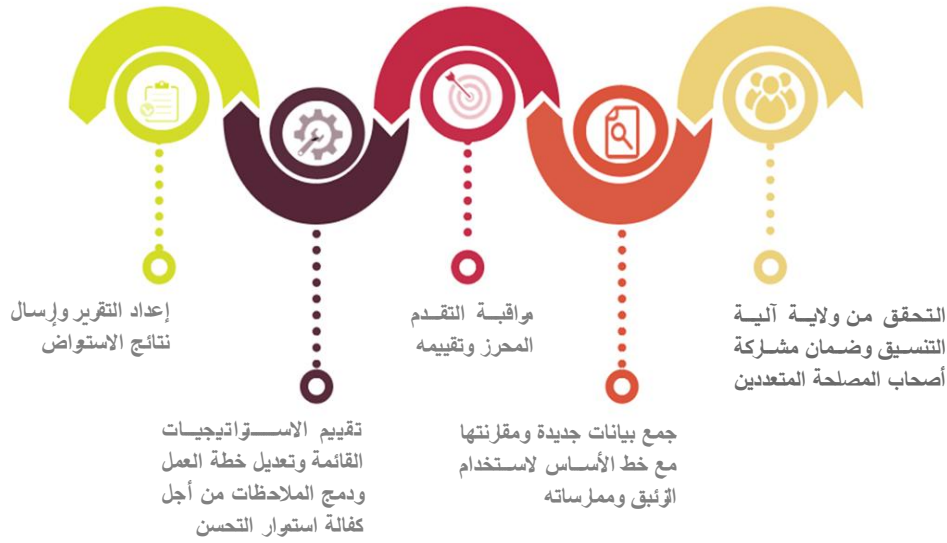 التحقق من ولاية آلية
التنسيق وضمان مشاركة
أصحاب المصلحة المتعددين
جمع بيانات جديدة ومقارنتها
مع خط الأساس لاستخدام
الزئبق وممارساته
مراقبة التقدم
المحرز وتقييمه
تقييم الاستراتيجيات
القائمة وتعديل خطة العمل
ودمج الملاحظات من أجل
كفالة استمرار التحسن
إعداد التقرير وإرسال
نتائج الاستعراض